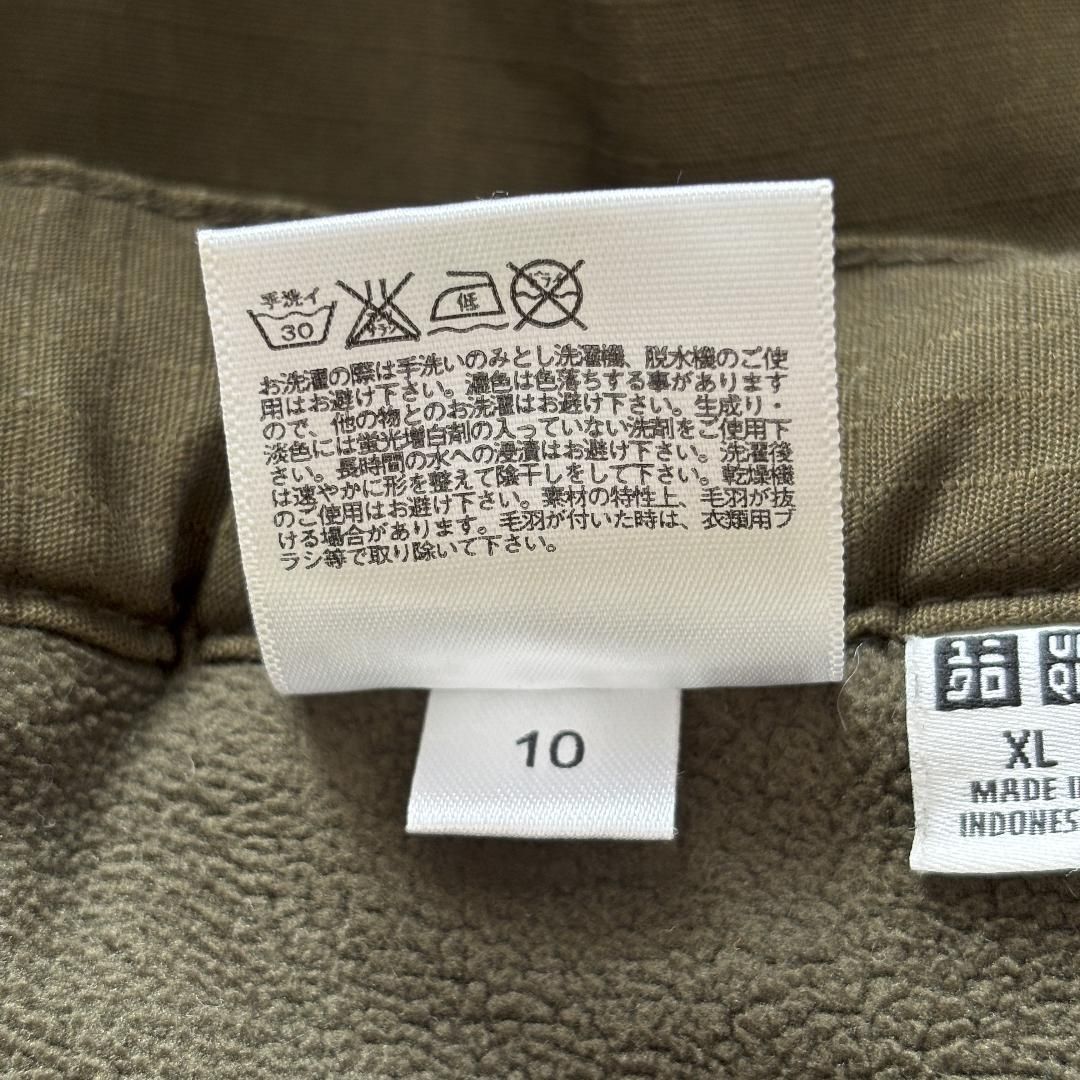 手洗イ
30
エンソ
サラシ
低
ドライ
お洗濯の際は手洗いのみとし洗濯機、脱水機のご使
用はお避け下さい。濃色は色落ちする事があります
ので、他の物とのお洗濯はお避け下さい。生成り・
淡色には蛍光増白剤の入っていない洗剤をご使用下
さい。長時間の水への浸漬はお避け下さい。洗濯後
は速やかに形を整えて陰干しをして下さい。乾燥機
のご使用はお避け下さい。素材の特性上、毛羽が抜
ける場合があります。毛羽が付いた時は、衣類用ブ
ラシ等で取り除いて下さい。
10
XL
MADE I
INDONES